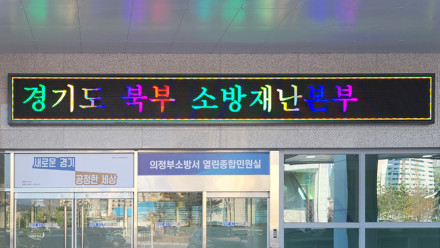 경기도 북부 소방재난본부
새로운 경기
공정한 세상
의정부소방서 열린종합민원실